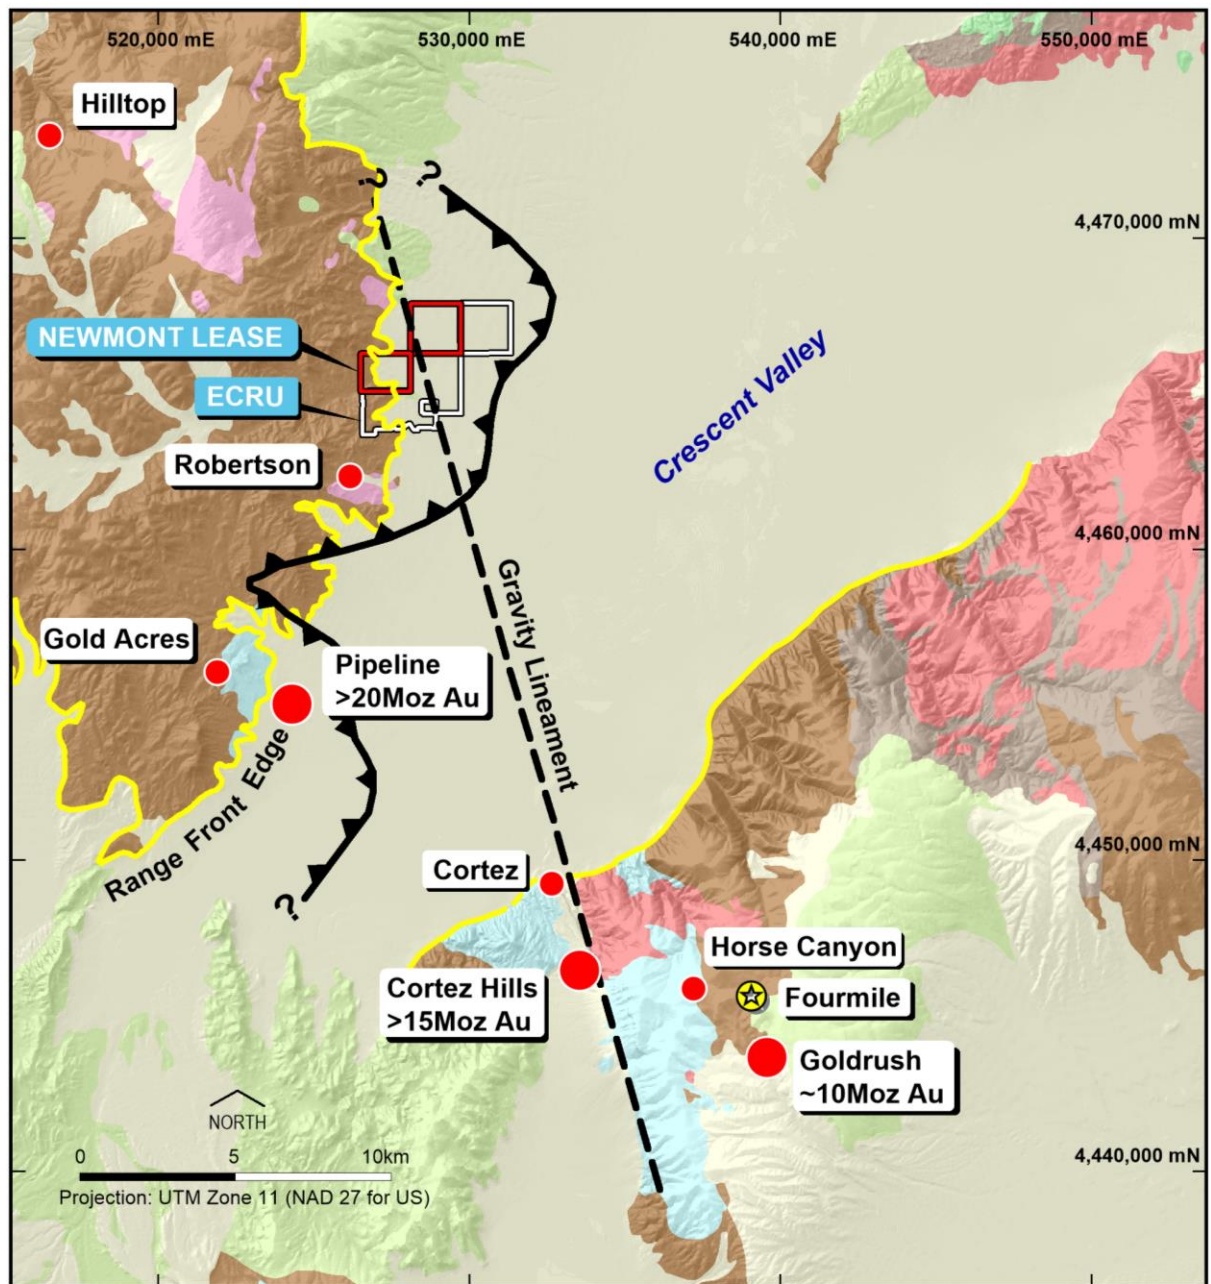 520,000 mE
530,000 mE
540,000 mE
550,000 mE
Hilltop
?
?
4,470,000 mN
NEWMONT LEASE
ECRU
Crescent Valley
Robertson
4,460,000 mN
Gravity Lineament
Gold Acres
Pipeline
>20Moz Au
Range Front Edge
4,450,000 mN
Cortez
?
Horse Canyon
Cortez Hills
>15Moz Au
Fourmile
Goldrush
~10Moz Au
NORTH
0 5 10km
4,440,000 mN
Projection: UTM Zone 11 (NAD 27 for US)